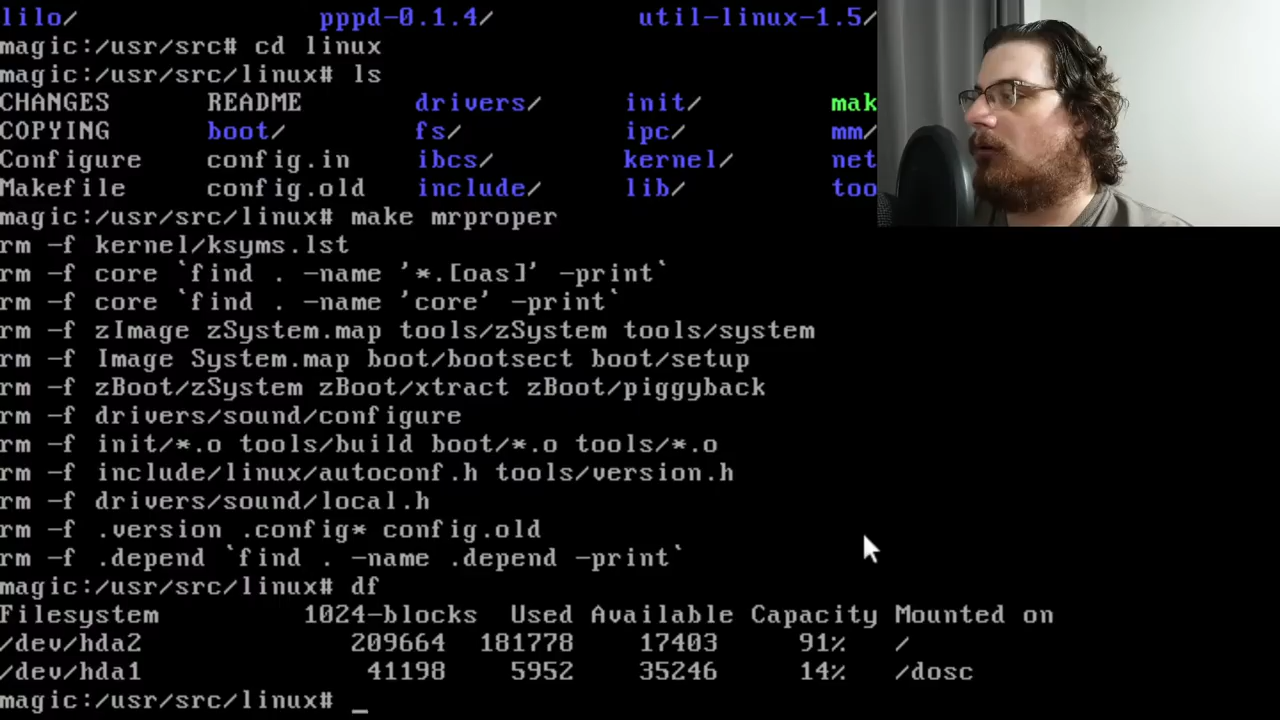 lilo/ pppd-0.1.4/ util-linux-1.5/
magic:/usr/src# cd linux
magic:/usr/src/linux# ls
CHANGES README drivers/ init/ mak
COPYING boot/ fs/ ipc/ mm/
Configure config.in ibcs/ kernel/ net
Makefile config.old include/ lib/ too
magic:/usr/src/linux# make mrproper
rm -f kernel/ksyms.lst
rm -f core `find . -name '*.[oas]' -print`
rm -f core `find . -name 'core' -print`
rm -f zImage zSystem.map tools/zSystem tools/system
rm -f Image System.map boot/bootsect boot/setup
rm -f zBoot/zSystem zBoot/xtract zBoot/piggyback
rm -f drivers/sound/configure
rm -f init/*.o tools/build boot/*.o tools/*.o
rm -f include/linux/autoconf.h tools/version.h
rm -f drivers/sound/local.h
rm -f .version .config* config.old
rm -f .depend `find . -name .depend -print`
magic:/usr/src/linux# df
Filesystem 1024-blocks Used Available Capacity Mounted on
/dev/hda2 209664 181778 17403 91% /
/dev/hda1 41198 5952 35246 14% /dosc
magic:/usr/src/linux# _